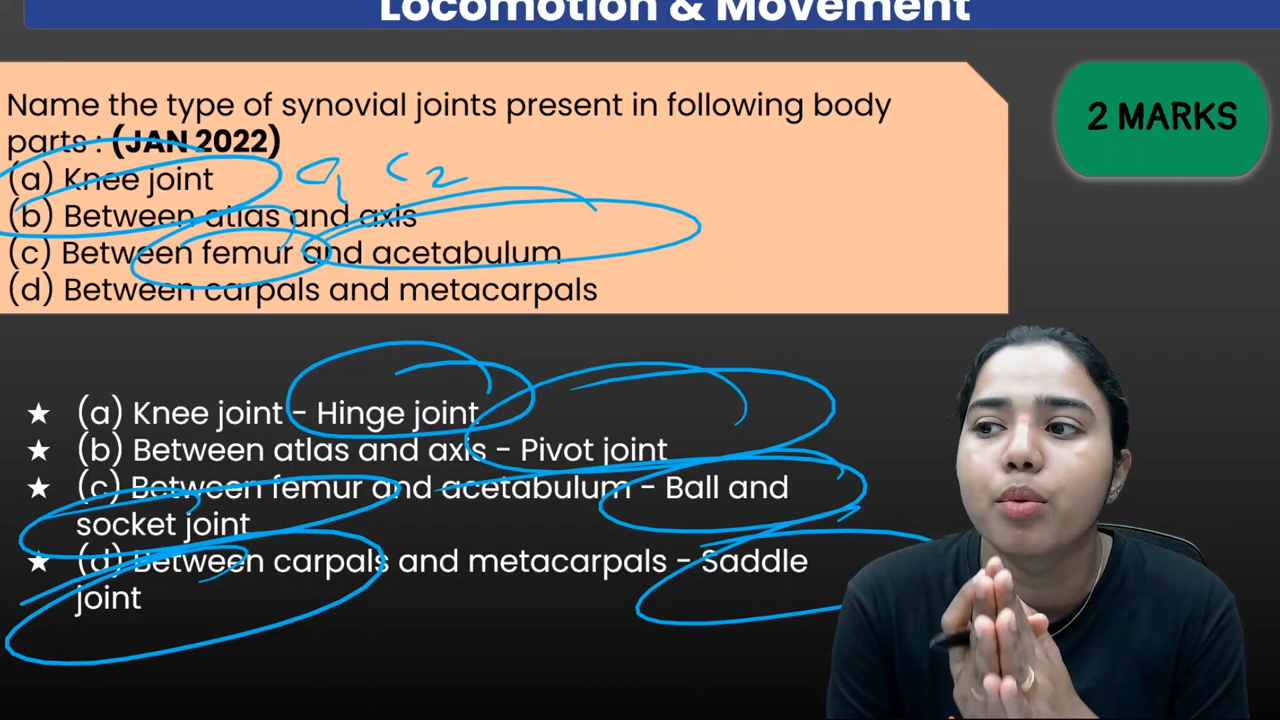 Locomotion & Movement
2 MARKS
Name the type of synovial joints present in following body
parts : (JAN 2022)
(a) Knee joint
(b) Between atlas and axis
(c) Between femur and acetabulum
(d) Between carpals and metacarpals
★ (a) Knee joint - Hinge joint
★ (b) Between atlas and axis - Pivot joint
★ (c) Between femur and acetabulum - Ball and
socket joint
★ (d) Between carpals and metacarpals - Saddle
joint